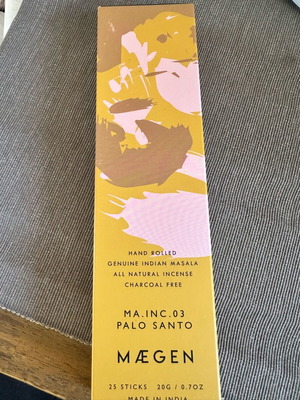 HAND ROLLED
GENUINE INDIAN MASALA
ALL NATURAL INCENSE
CHARCOAL FREE
MA.INC.03
PALO SANTO
MÆGEN
25 STICKS 20G / 0.7OZ
MADE IN INDIA